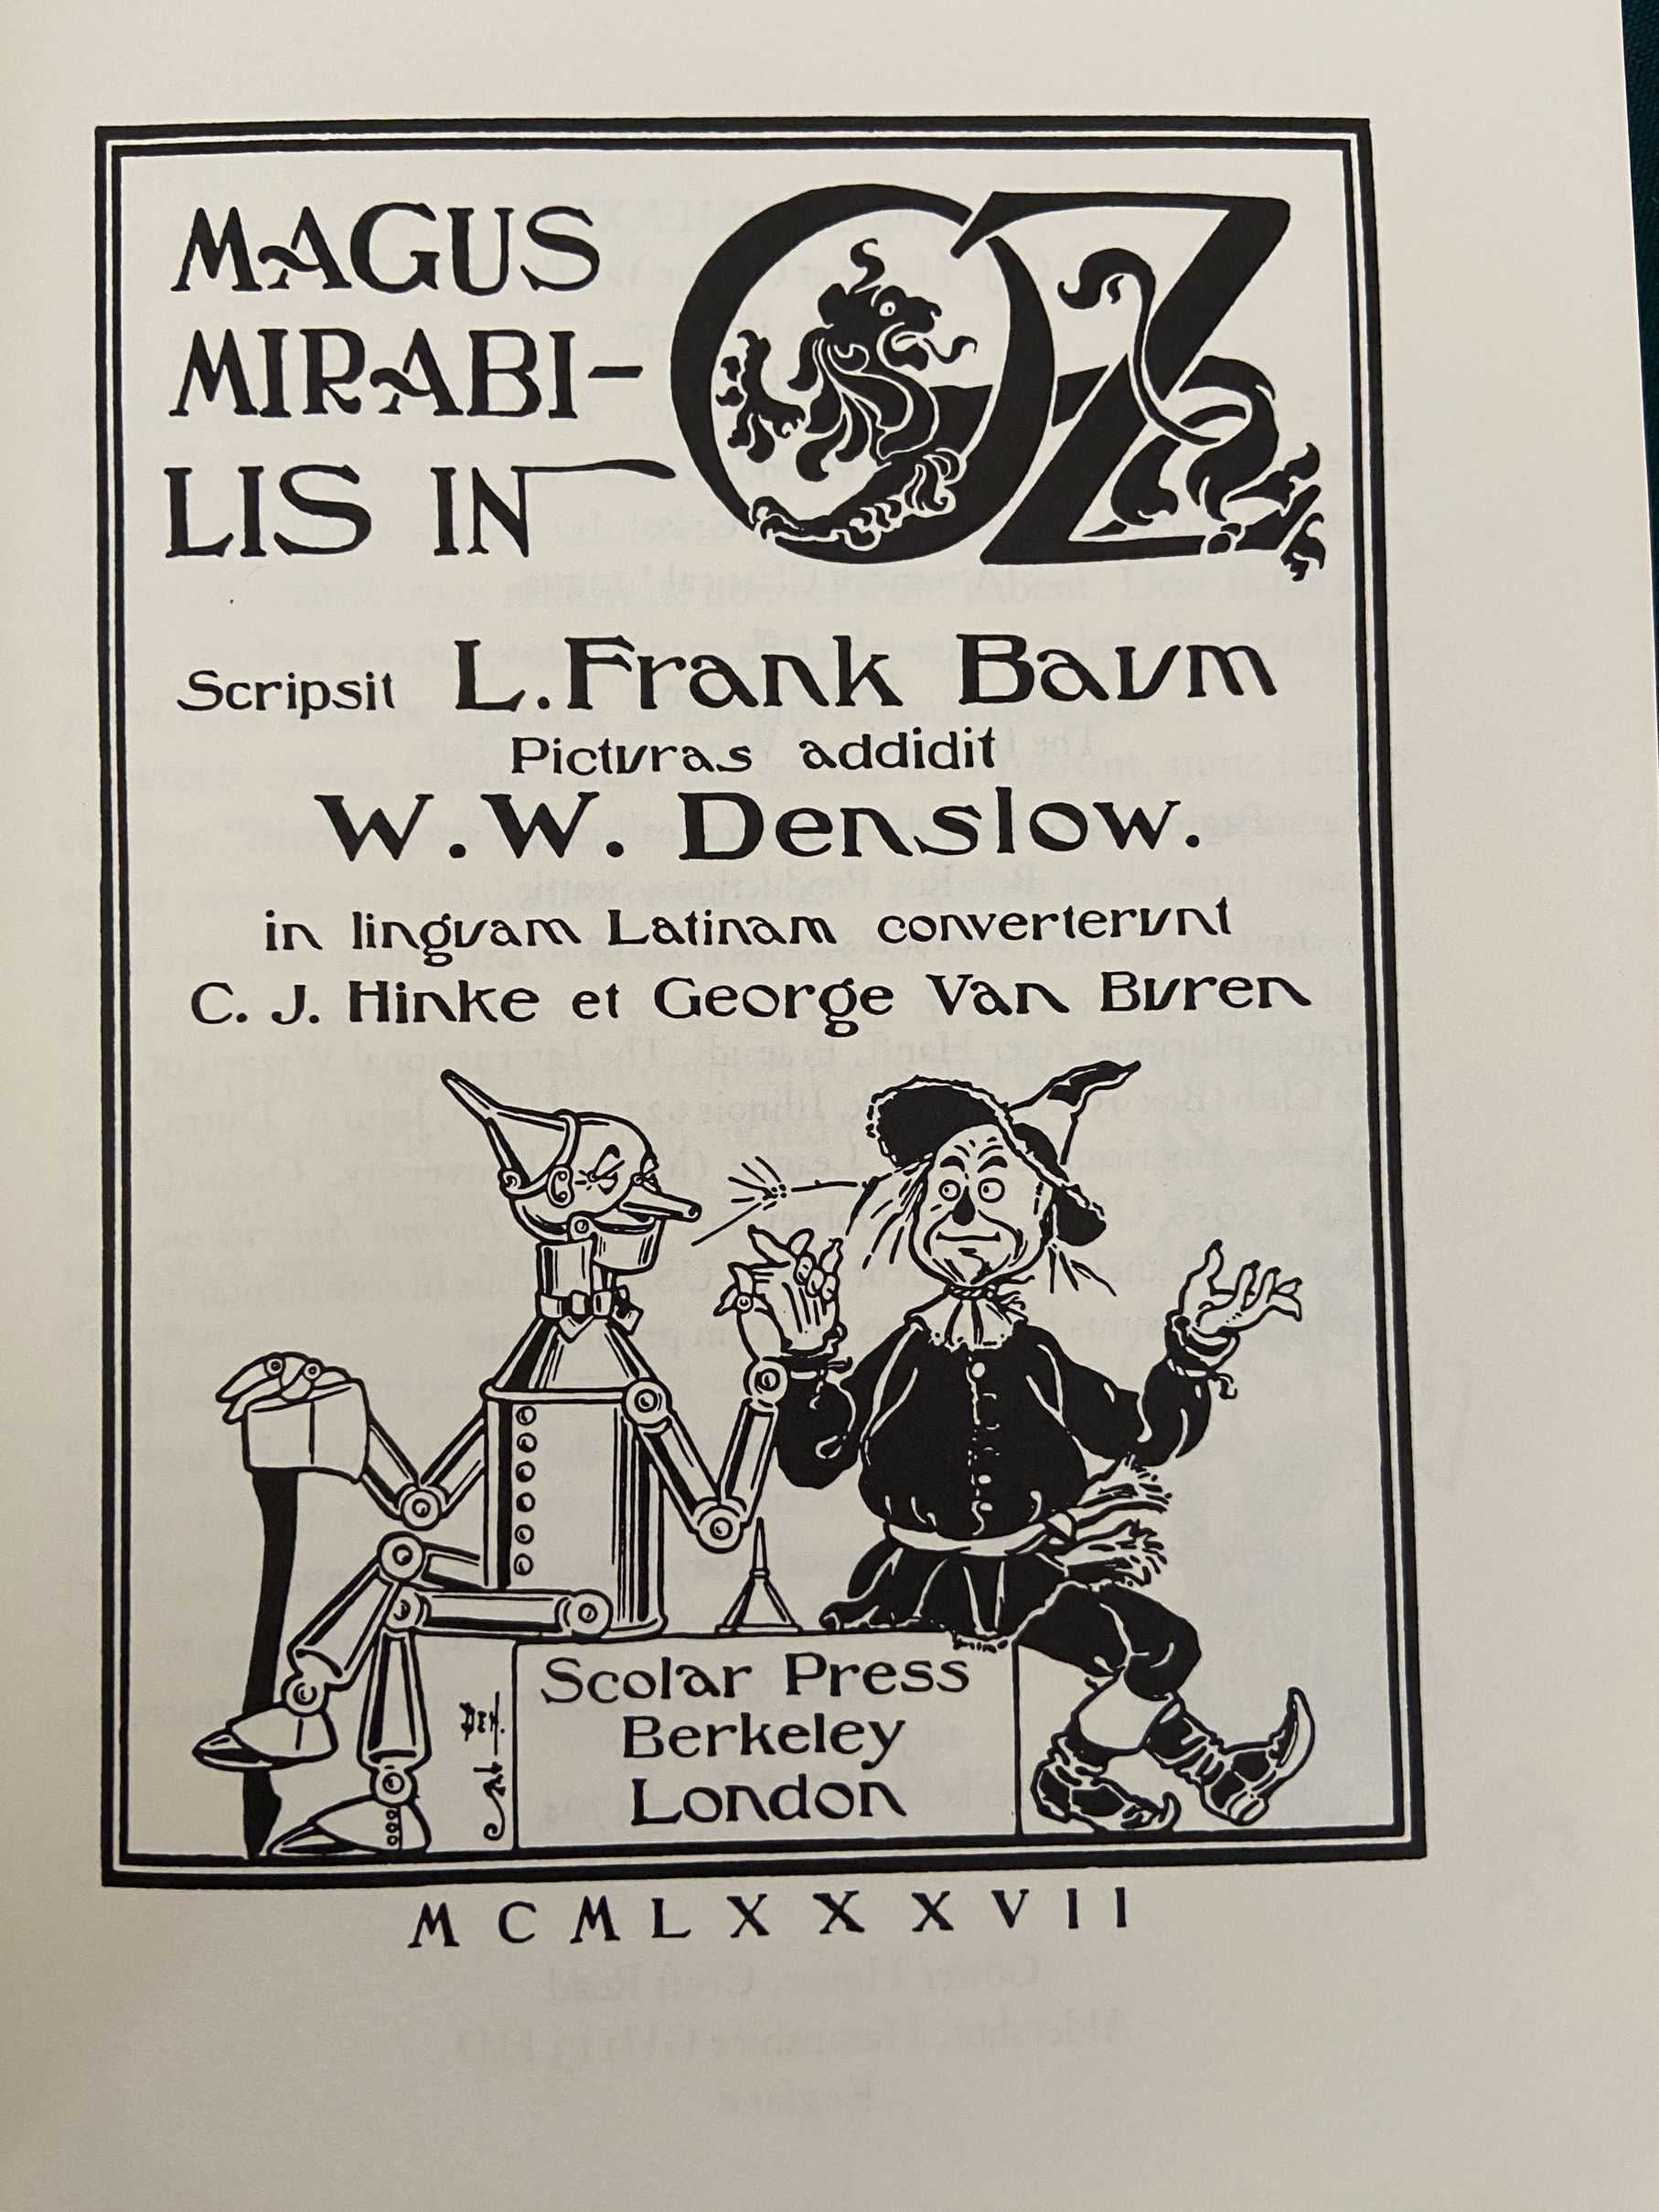 MAGUS
MIRABI-
LIS IN OZ
Scripsit L. Frank Baum
Picturas addidit
W. W. Denslow.
in linguam Latinam converterunt
C. J. Hinke et George Van Buren
Den.
Scolar Press
Berkeley
London
MCMLXXXVII